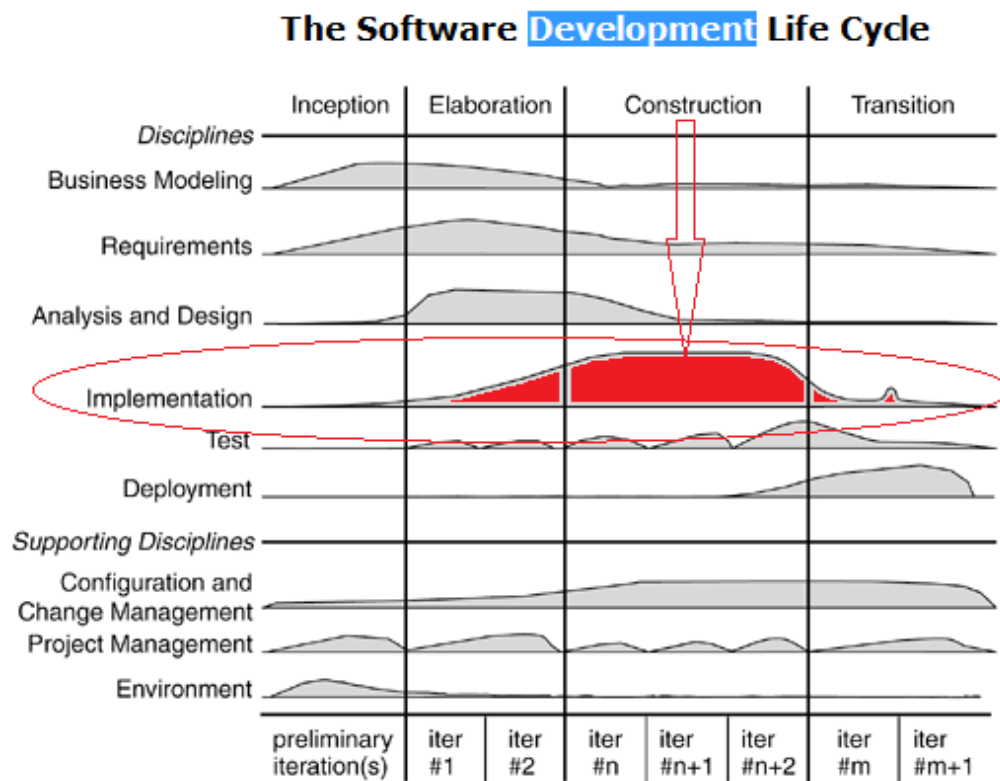 The Software Development Life Cycle
Inception Elaboration Construction Transition
Disciplines
Business Modeling
Requirements
Analysis and Design
Implementation
Test
Deployment
Supporting Disciplines
Configuration and
Change Management
Project Management
Environment
preliminary iter iter iter iter iter iter iter
iteration(s) #1 #2 #n #n+1 #n+2 #m #m+1